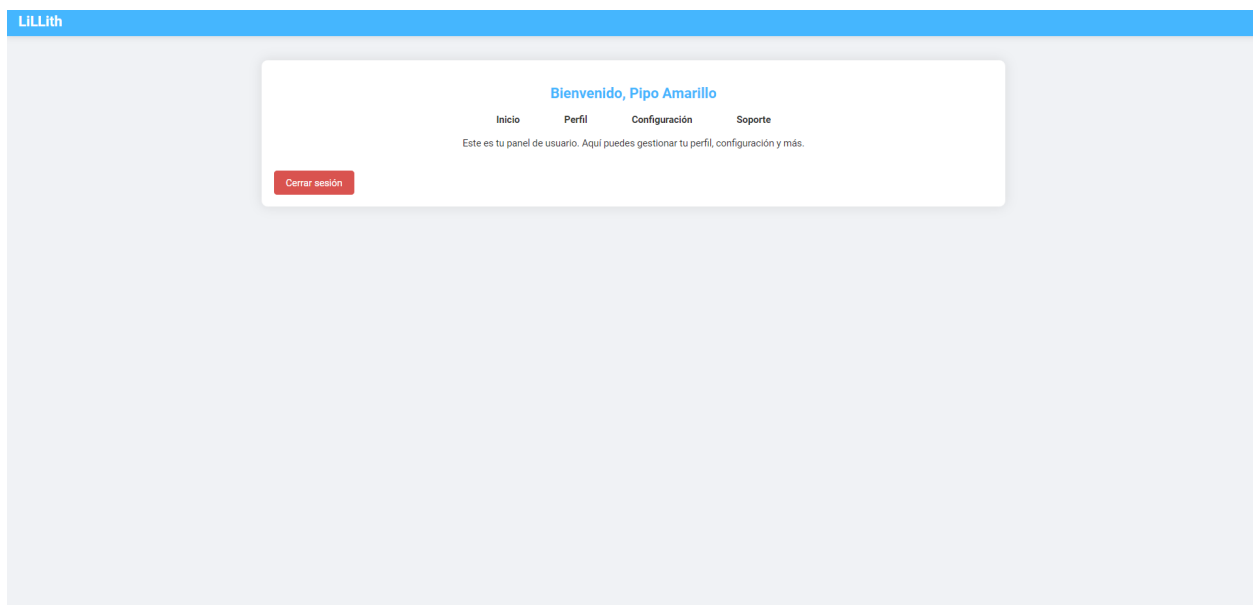 LiLLith
Bienvenido, Pipo Amarillo
Inicio Perfil Configuración Soporte
Este es tu panel de usuario. Aquí puedes gestionar tu perfil, configuración y más.
Cerrar sesión